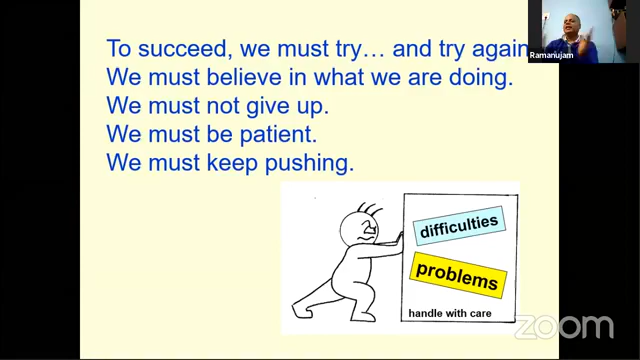 To succeed, we must try... and try again
We must believe in what we are doing.
We must not give up.
We must be patient.
We must keep pushing.
difficulties
problems
handle with care
Ramanujam
zoom